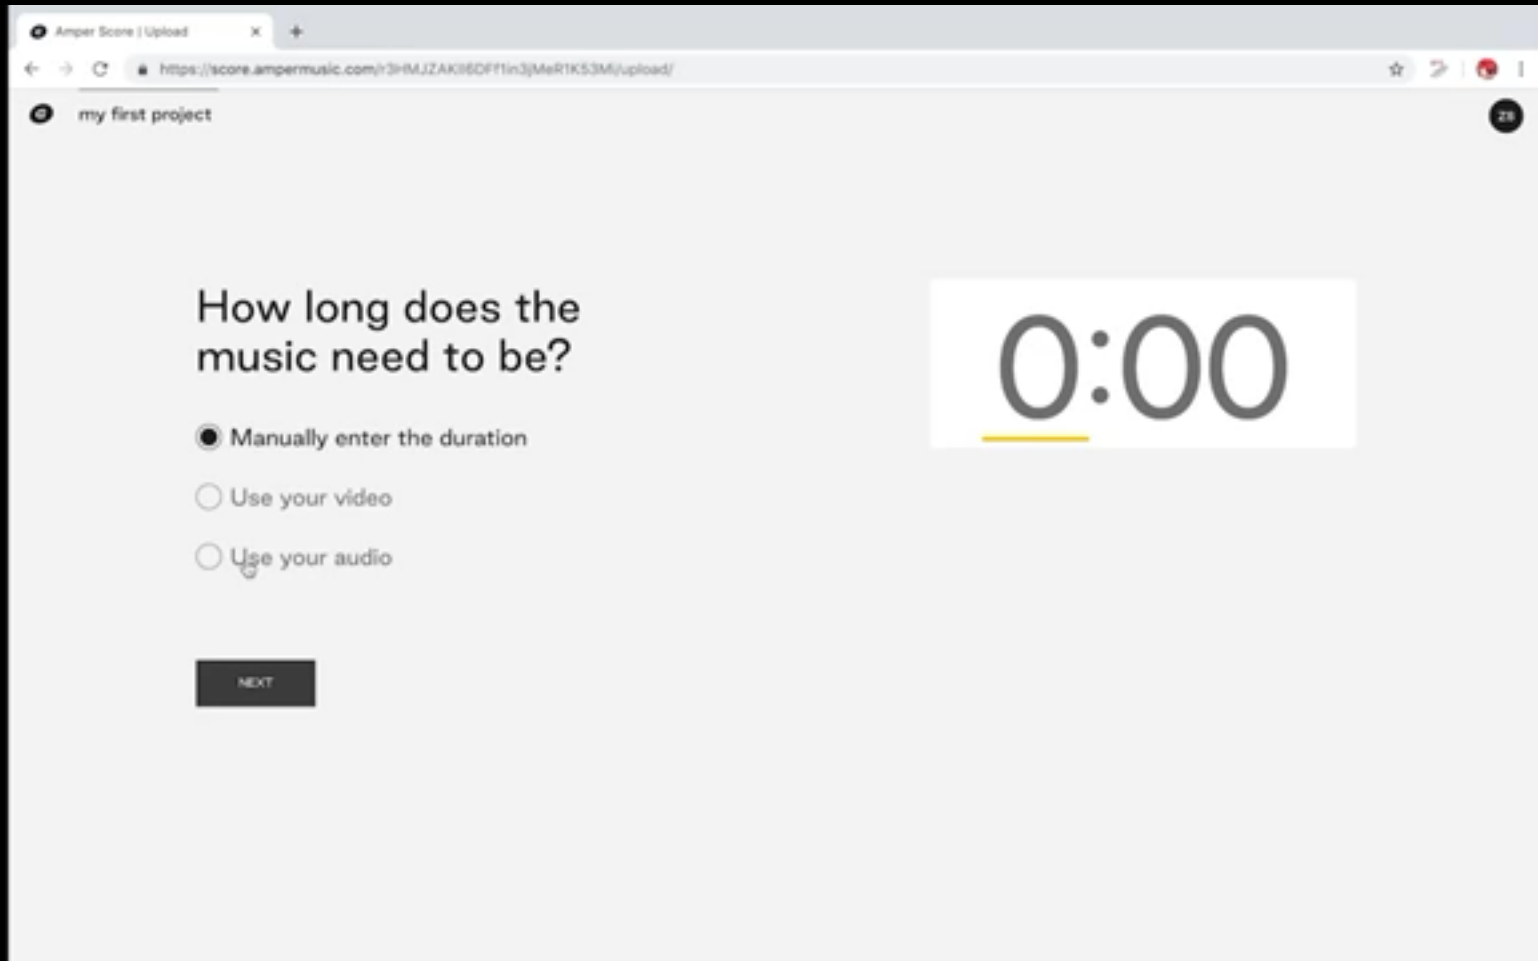 Amper Score | Upload
my first project
How long does the
music need to be?
Manually enter the duration
Use your video
Use your audio
NEXT
0:00